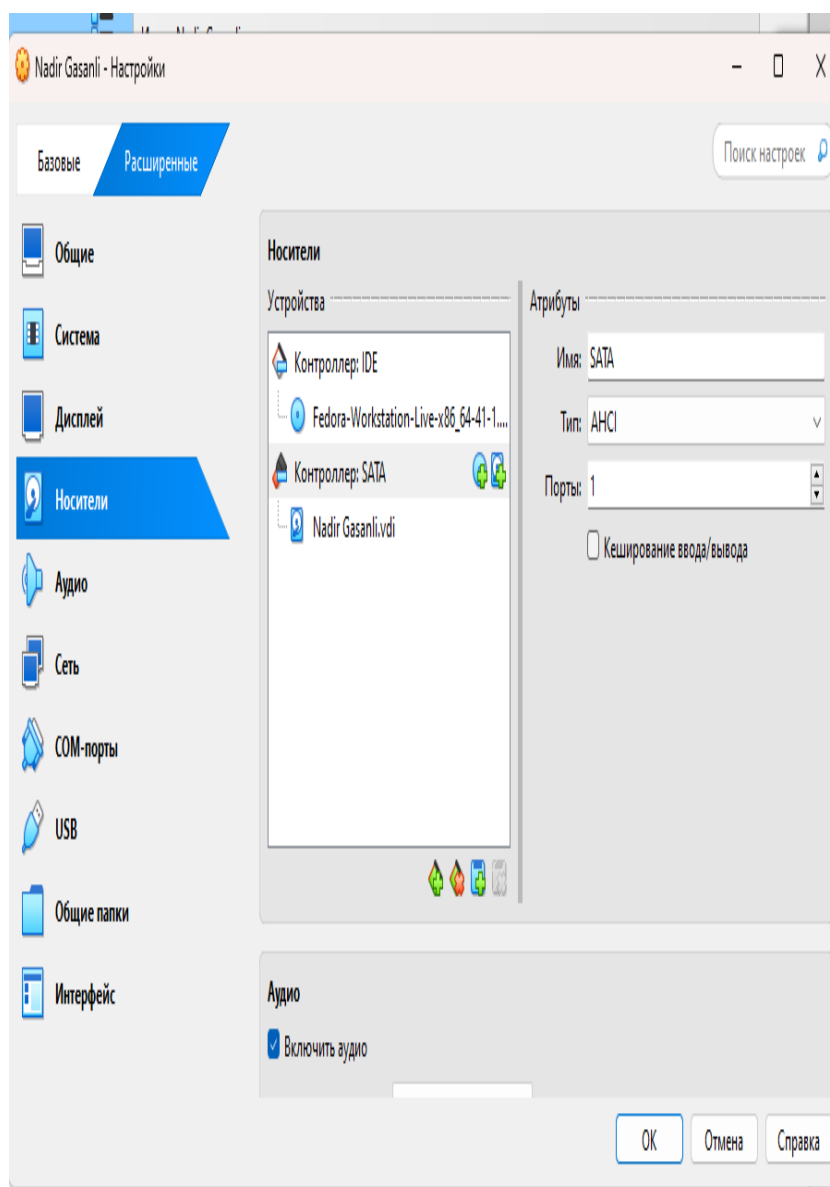 Nadir Gasanli - Настройки
Базовые
Расширенные
Поиск настроек
Общие
Система
Дисплей
Носители
Аудио
Сеть
COM-порты
USB
Общие папки
Интерфейс
Носители
Устройства
Контроллер: IDE
Fedora-Workstation-Live-x86_64-41-1....
Контроллер: SATA
Nadir Gasanli.vdi
Атрибуты
Имя: SATA
Тип: AHCI
Порты: 1
Кеширование ввода/вывода
Аудио
Включить аудио
OK
Отмена
Справка